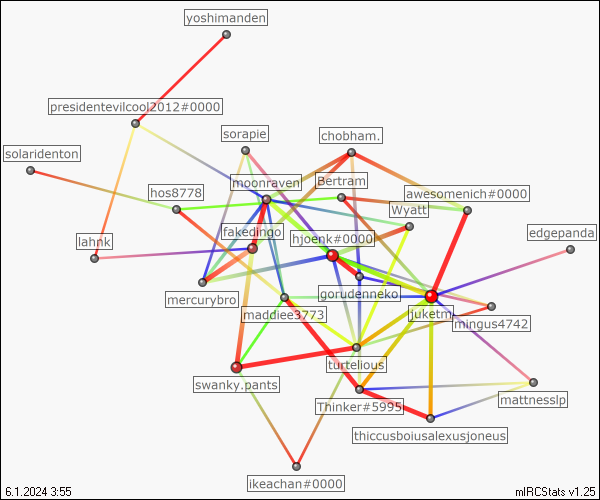 yoshimanden
presidentevilcool2012#0000
sorapie
chobham.
solaridenton
hos8778
moonraven
Bertram
awesomenich#0000
Wyatt
edgepanda
lahnk
fakedingo
hjoenk#0000
mercurybro
gorudenneko
maddiee3773
juketm
mingus4742
turtelious
swanky.pants
mattnesslp
Thinker#5995
thiccusboiusalexusjoneus
ikeachan#0000
6.1.2024 3:55
mIRCStats v1.25